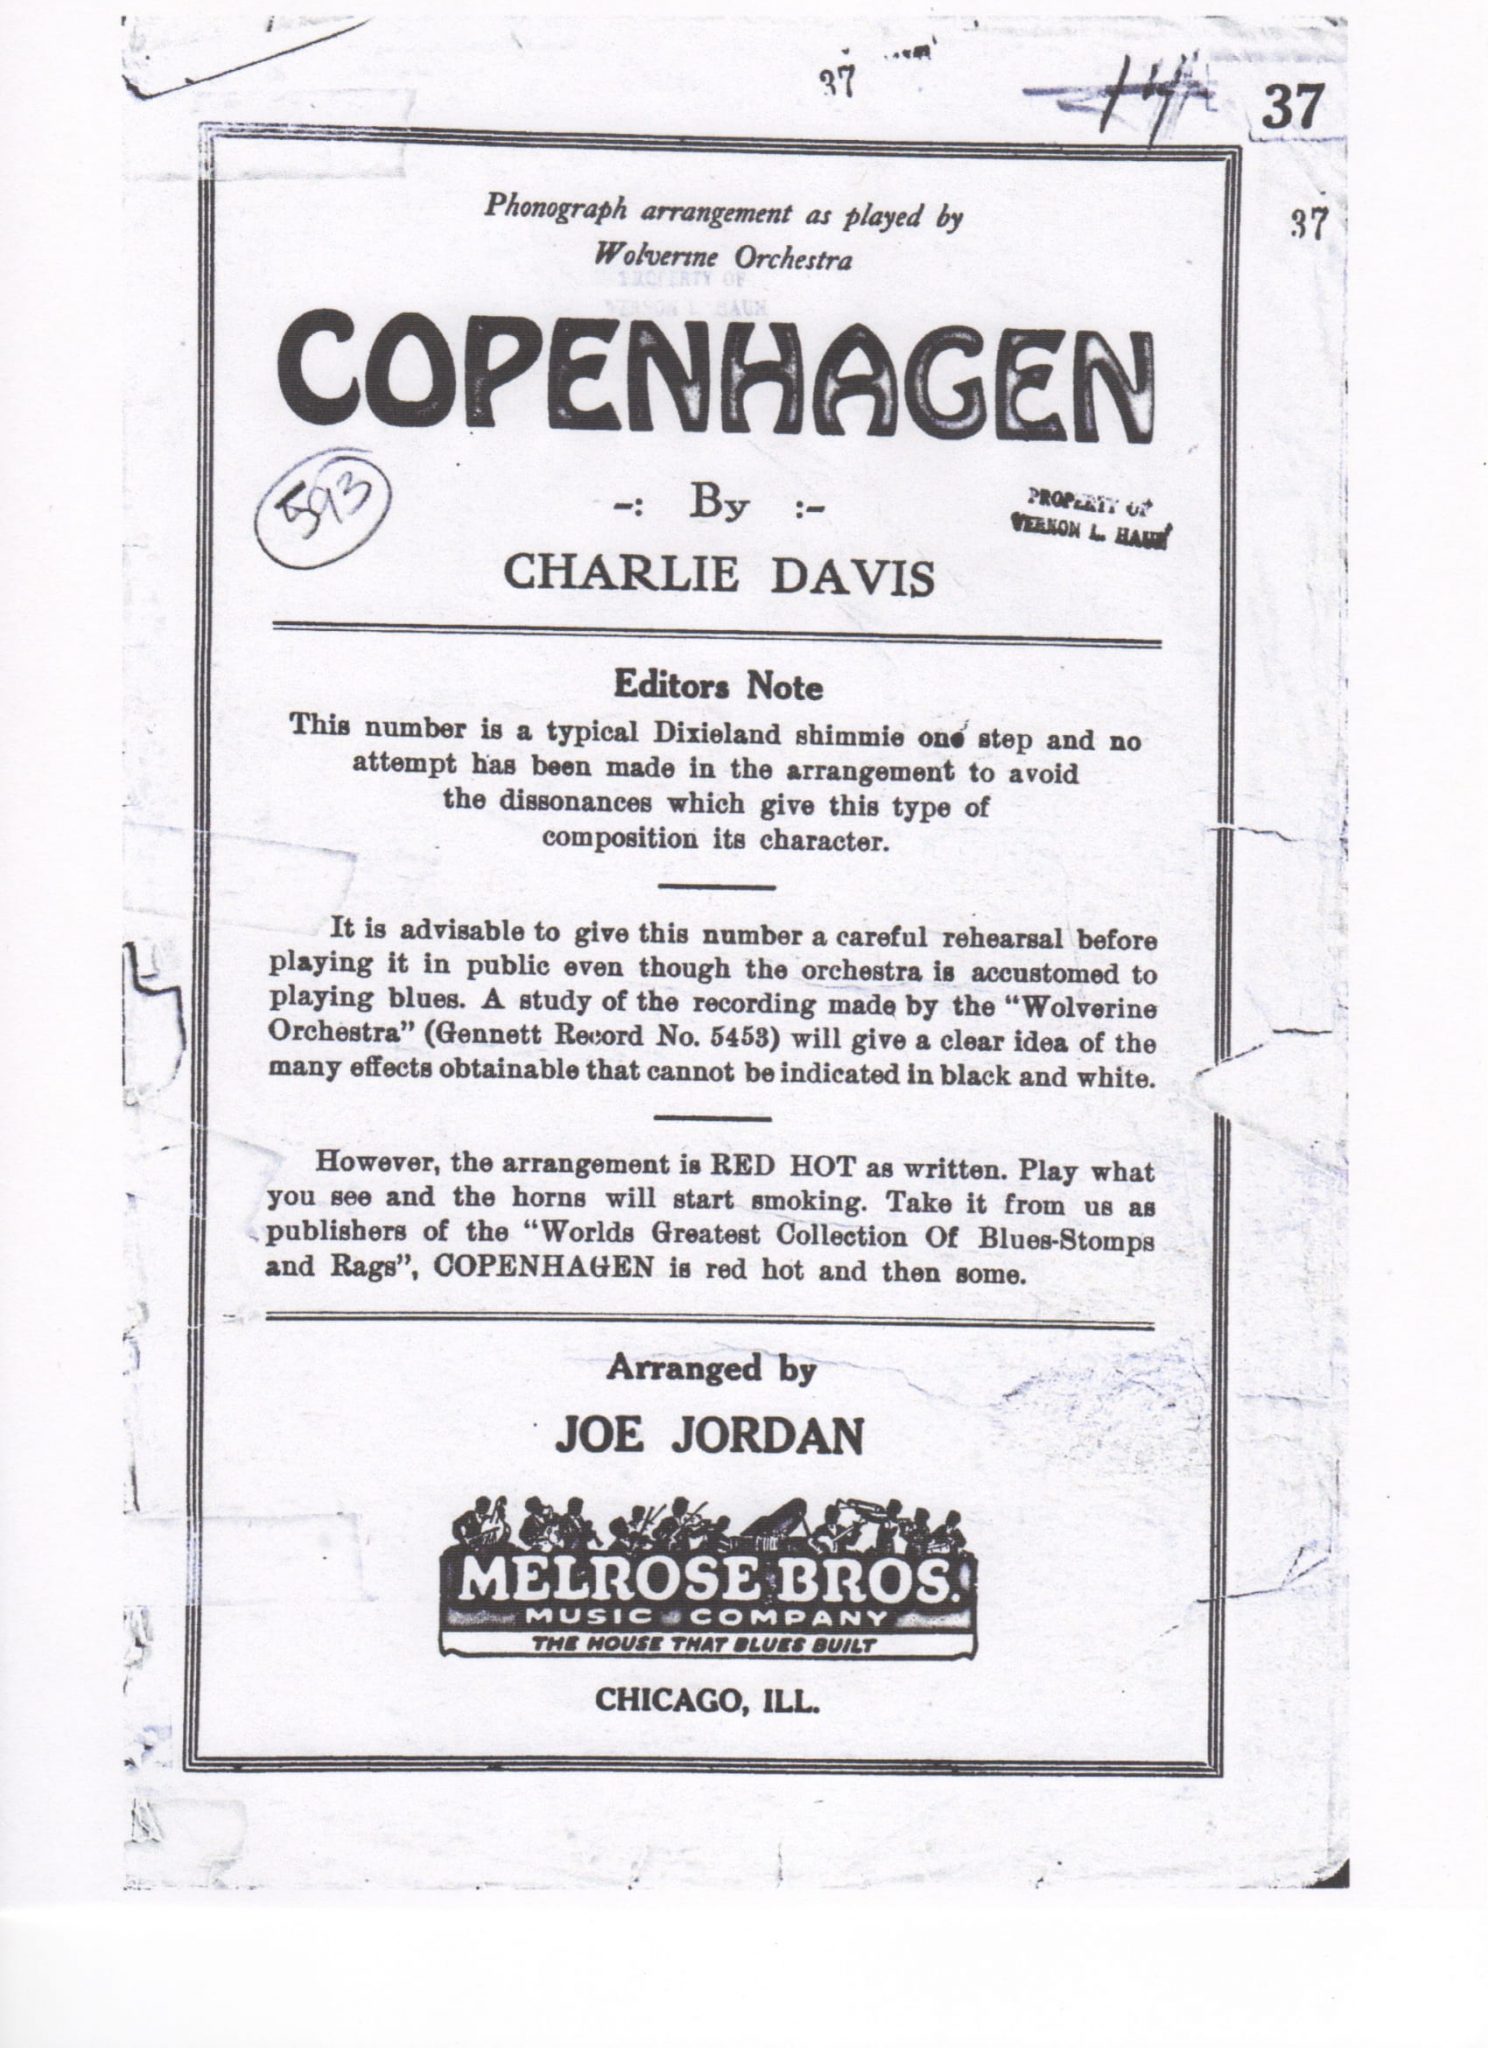 37
37
37
Phonograph arrangement as played by
Wolverine Orchestra
PROPERTY OF
VERNON L. HAUN
COPENHAGEN
593
-: By :-
PROPERTY OF
VERNON L. HAUN
CHARLIE DAVIS
Editors Note
This number is a typical Dixieland shimmie one step and no
attempt has been made in the arrangement to avoid
the dissonances which give this type of
composition its character.
It is advisable to give this number a careful rehearsal before
playing it in public even though the orchestra is accustomed to
playing blues. A study of the recording made by the “Wolverine
Orchestra” (Gennett Record No. 5453) will give a clear idea of the
many effects obtainable that cannot be indicated in black and white.
However, the arrangement is RED HOT as written. Play what
you see and the horns will start smoking. Take it from us as
publishers of the “Worlds Greatest Collection Of Blues-Stomps
and Rags”, COPENHAGEN is red hot and then some.
Arranged by
JOE JORDAN
MELROSE BROS.
MUSIC COMPANY
THE HOUSE THAT BLUES BUILT
CHICAGO, ILL.